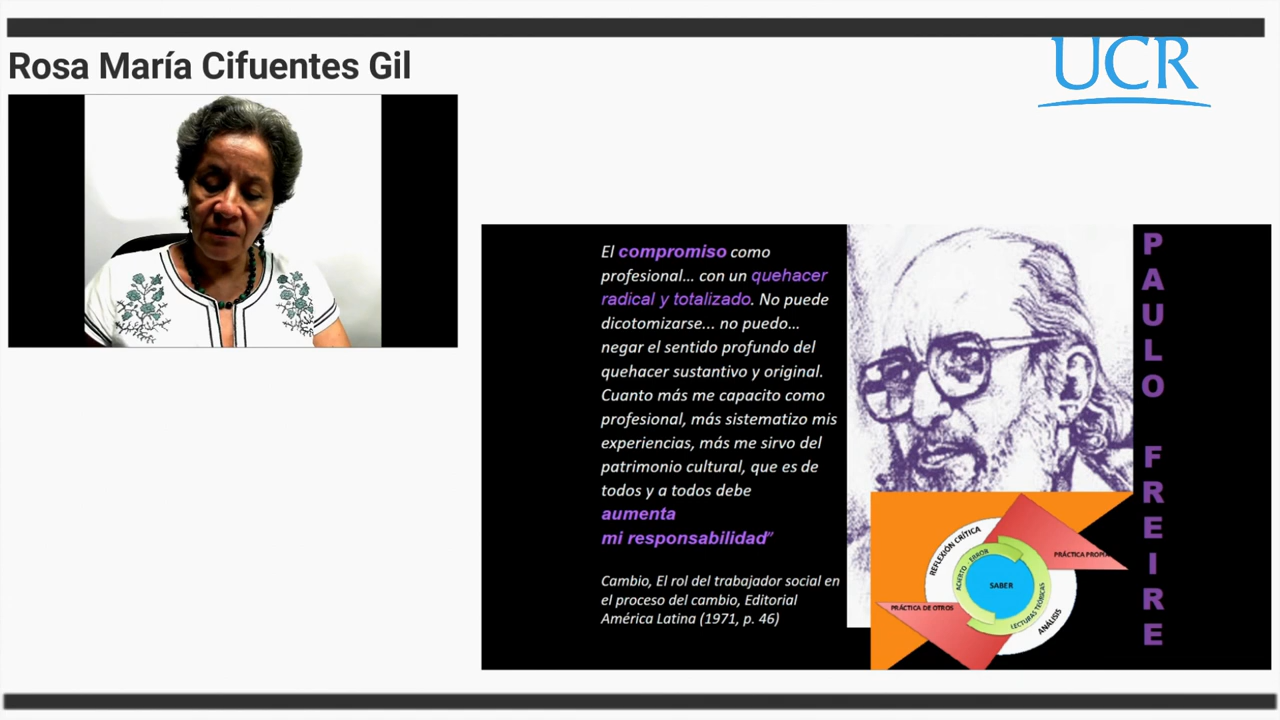 Rosa María Cifuentes Gil
UCR
El compromiso como
profesional... con un quehacer
radical y totalizado. No puede
dicotomizarse... no puedo...
negar el sentido profundo del
quehacer sustantivo y original.
Cuanto más me capacito como
profesional, más sistematizo mis
experiencias, más me sirvo del
patrimonio cultural, que es de
todos y a todos debe
aumenta
mi responsabilidad”
Cambio, El rol del trabajador social en
el proceso del cambio, Editorial
América Latina (1971, p. 46)
PAULO FREIRE
REFLEXIÓN CRÍTICA
ACIERTO - ERROR
PRÁCTICA PROPIA
SABER
PRÁCTICA DE OTROS
LECTURAS TEÓRICAS
ANÁLISIS